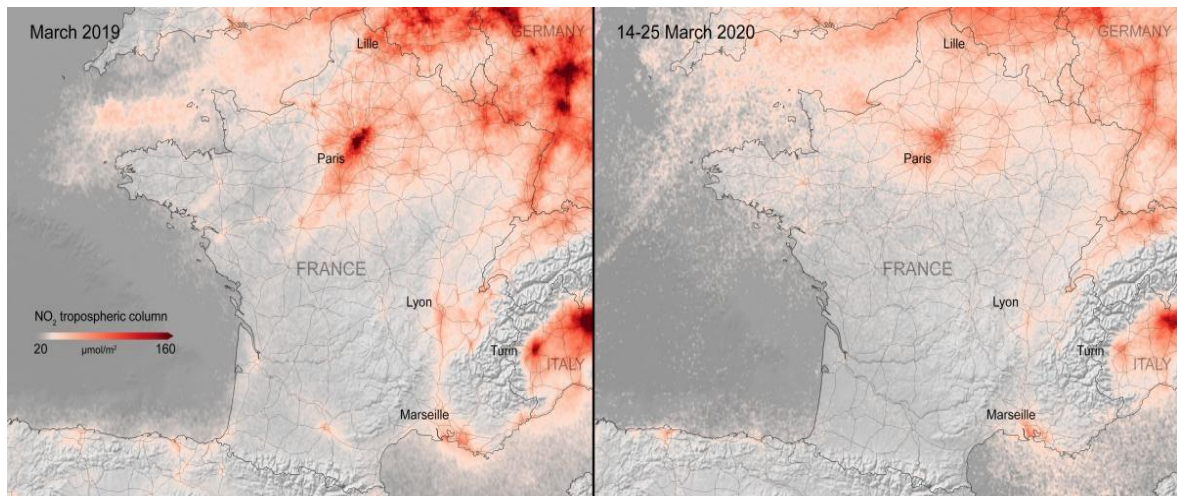 March 2019
Lille
GERMANY
Paris
FRANCE
Lyon
NO₂ tropospheric column
20 µmol/m² 160
Turin
ITALY
Marseille
14-25 March 2020
Lille
GERMANY
Paris
FRANCE
Lyon
Turin
ITALY
Marseille